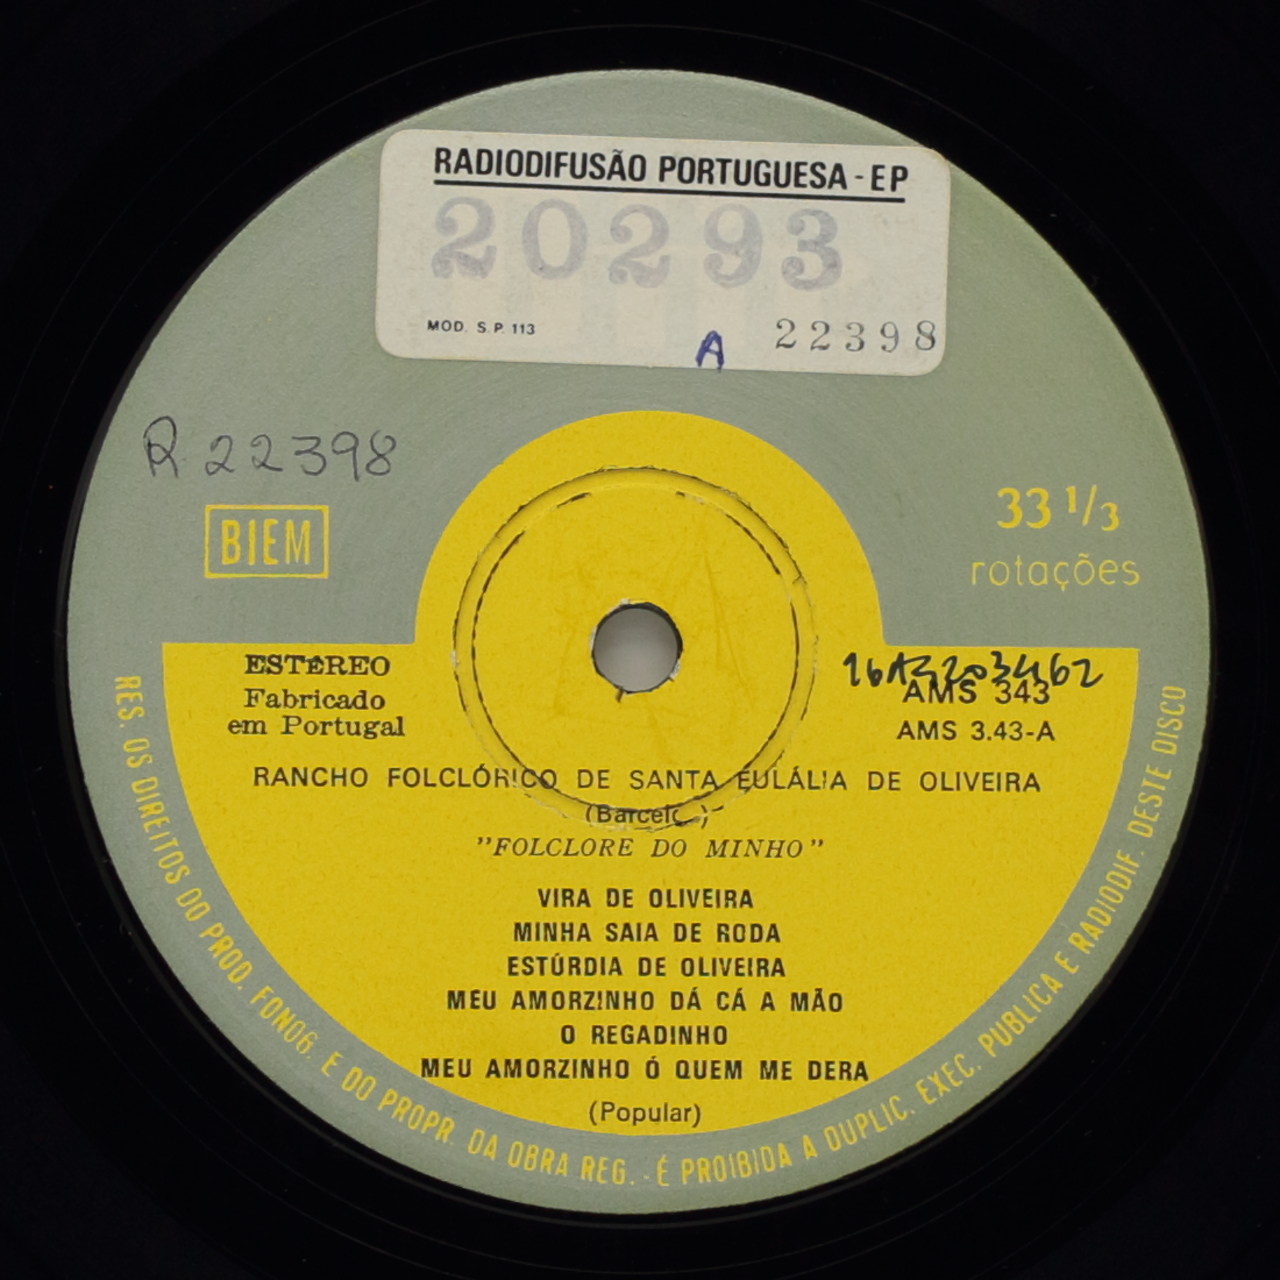 RADIODIFUSÃO PORTUGUESA - EP
20293
MOD. S.P. 113
A
22398
R 22398
BIEM
33 1/3
rotações
ESTÉREO
Fabricado
em Portugal
AMS 343
AMS 3.43-A
RANCHO FOLCLÓRICO DE SANTA EULÁLIA DE OLIVEIRA
"FOLCLORE DO MINHO"
VIRA DE OLIVEIRA
MINHA SAIA DE RODA
ESTÚRDIA DE OLIVEIRA
MEU AMORZINHO DÁ CÁ A MÃO
O REGADINHO
MEU AMORZINHO Ó QUEM ME DERA
(Popular)
RES. OS DIREITOS DO PROD. FONOG. E DO PROPR. DA OBRA REG. - É PROIBIDA A DUPLIC. EXEC. PUBLICA E RADIODIF. DESTE DISCO